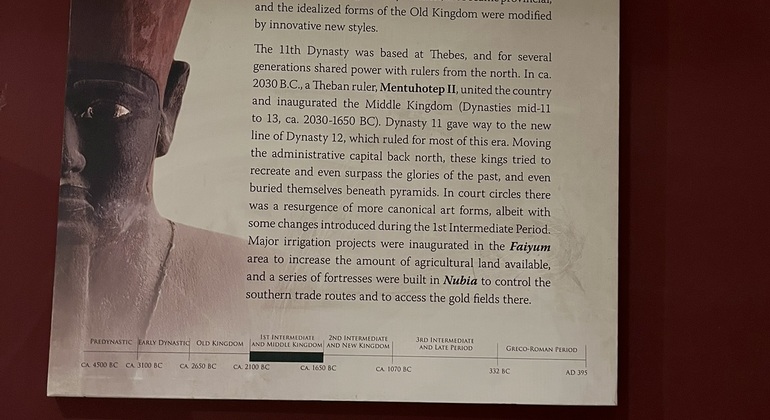 and the idealized forms of the Old Kingdom were modified
by innovative new styles.
The 11th Dynasty was based at Thebes, and for several
generations shared power with rulers from the north. In ca.
2030 B.C., a Theban ruler, Mentuhotep II, united the country
and inaugurated the Middle Kingdom (Dynasties mid-11
to 13, ca. 2030-1650 BC). Dynasty 11 gave way to the new
line of Dynasty 12, which ruled for most of this era. Moving
the administrative capital back north, these kings tried to
recreate and even surpass the glories of the past, and even
buried themselves beneath pyramids. In court circles there
was a resurgence of more canonical art forms, albeit with
some changes introduced during the 1st Intermediate Period.
Major irrigation projects were inaugurated in the Faiyum
area to increase the amount of agricultural land available,
and a series of fortresses were built in Nubia to control the
southern trade routes and to access the gold fields there.
Predynastic
Early Dynastic
Old Kingdom
1st Intermediate
and Middle Kingdom
2nd Intermediate
and New Kingdom
3rd Intermediate
and Late Period
Greco-Roman Period
ca. 4500 BC
ca. 3100 BC
ca. 2650 BC
ca. 2100 BC
ca. 1650 BC
ca. 1070 BC
332 BC
AD 395